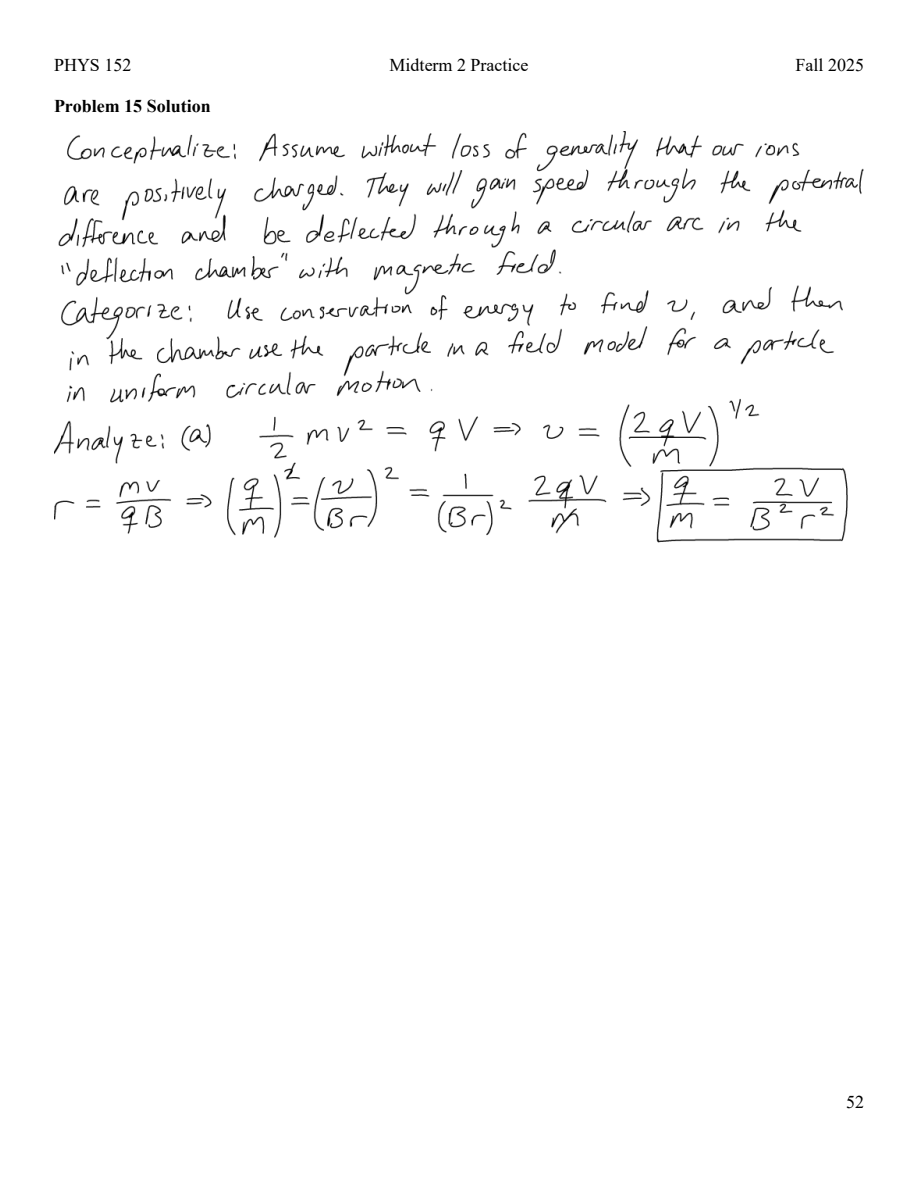 PHYS 152 Midterm 2 Practice Fall 2025
Problem 15 Solution
Conceptualize: Assume without loss of generality that our ions
are positively charged. They will gain speed through the potential
difference and be deflected through a circular arc in the
"deflection chamber" with magnetic field.
Categorize: Use conservation of energy to find v, and then
in the chamber use the particle in a field model for a particle
in uniform circular motion.
Analyze: (a) 1/2 mv² = qV ⇒ v = (2qV/m)^1/2
r = mv/qB ⇒ (q/m)² = (v/Br)² = 1/(Br)² 2qV/m ⇒ q/m = 2V/B²r²
52